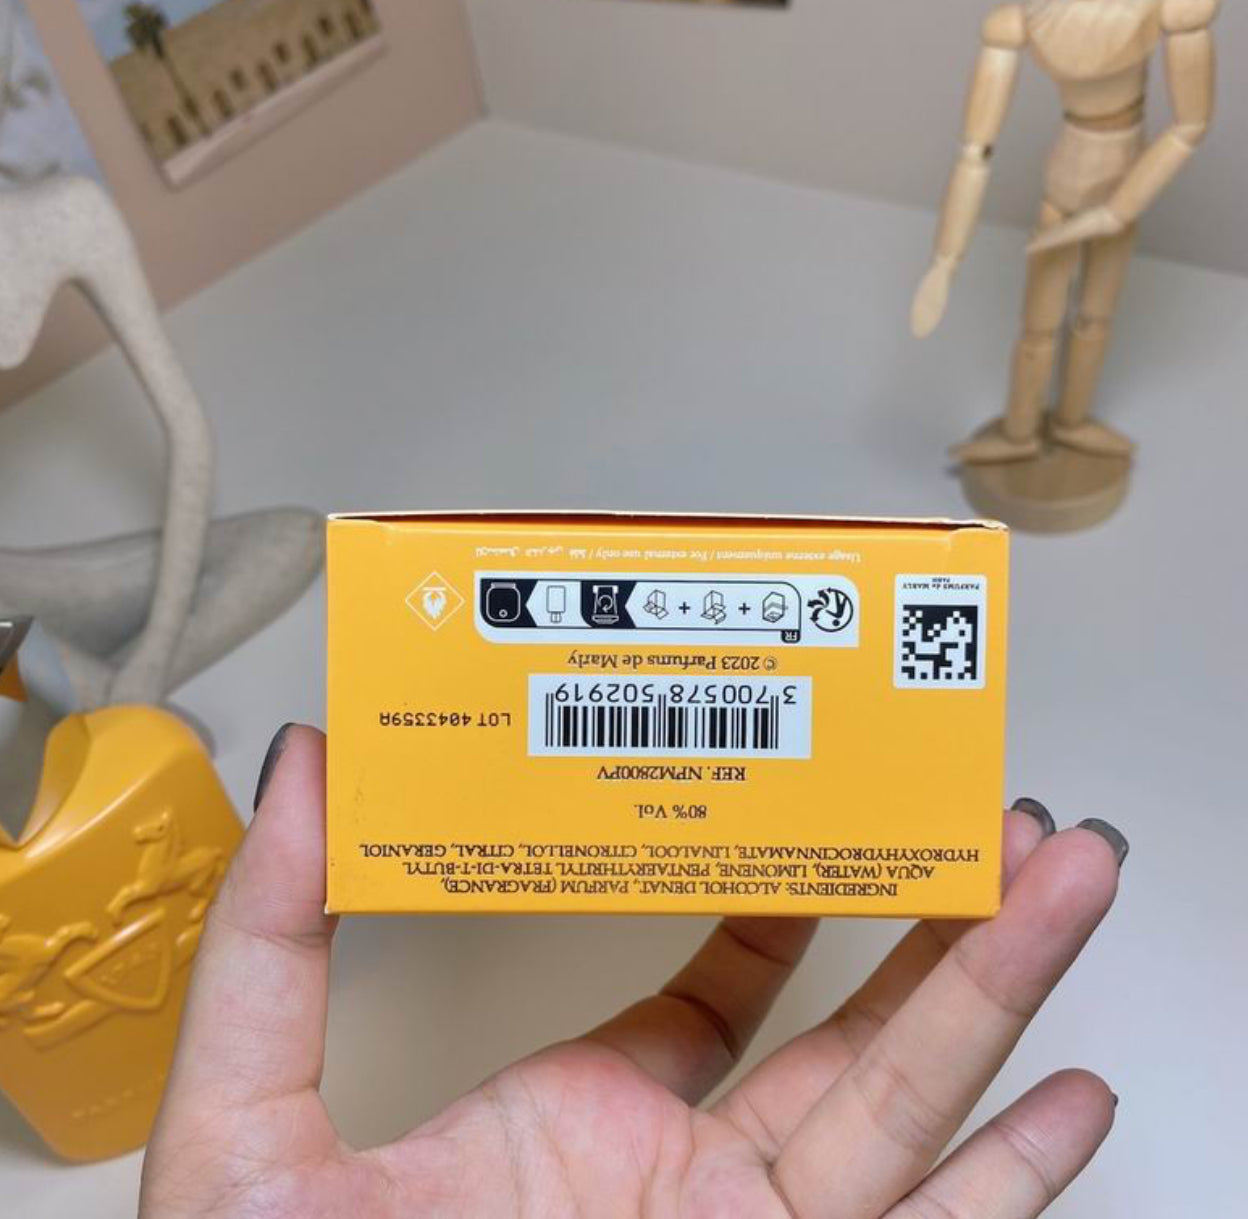 INGREDIENTS: ALCOHOL DENAT., PARFUM (FRAGRANCE),
AQUA (WATER), LIMONENE, PENTAERYTHRITYL TETRA-DI-T-BUTYL
HYDROXYHYDROCINNAMATE, LINALOOL, CITRONELLOL, CITRAL, GERANIOL
80% Vol.
REF. NPM2800PV
3 700578 502919
LOT 4043359A
© 2023 Parfums de Marly
FR
PARFUMS de MARLY
PARIS
Usage externe uniquement / For external use only /